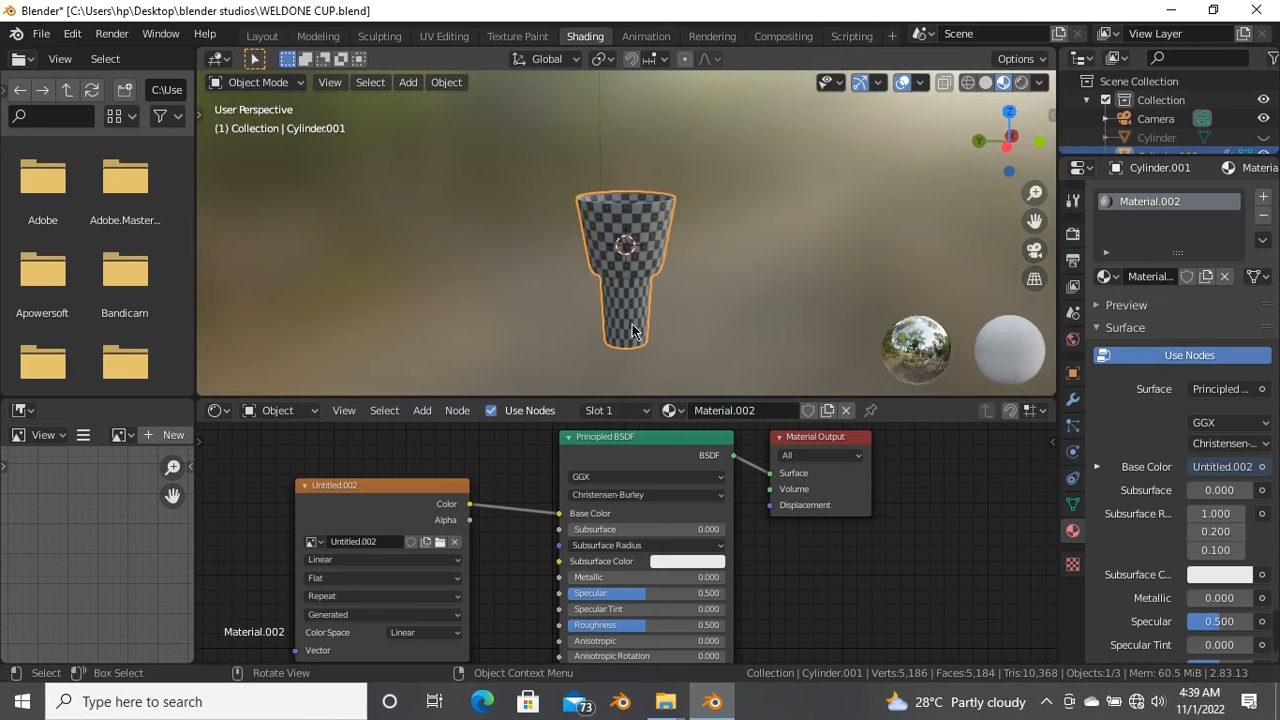 Blender* [C:\Users\hp\Desktop\blender studios\WELDONE CUP.blend]
File Edit Render Window Help Layout Modeling Sculpting UV Editing Texture Paint Shading Animation Rendering Compositing Scripting + Scene View Layer
View Select Global Options
Object Mode View Select Add Object
C:\Use
User Perspective
(1) Collection | Cylinder.001
Scene Collection
Collection
Camera
Cylinder
Z
Y
Cylinder.001 Materia
Material.002
Adobe Adobe.Master...
Apowersoft Bandicam
Material...
Preview
Surface
Use Nodes
Surface Principled ...
GGX
Christensen-...
Base Color Untitled.002
Subsurface 0.000
Subsurface R... 1.000
0.200
0.100
Subsurface C...
Metallic 0.000
Specular 0.500
Specular Tint 0.000
Object View Select Add Node Use Nodes Slot 1 Material.002
View New
Untitled.002
Color
Alpha
Untitled.002
Linear
Flat
Repeat
Generated
Color Space Linear
Vector
Material.002
Principled BSDF
BSDF
GGX
Christensen-Burley
Base Color
Subsurface 0.000
Subsurface Radius
Subsurface Color
Metallic 0.000
Specular 0.500
Specular Tint 0.000
Roughness 0.500
Anisotropic 0.000
Anisotropic Rotation 0.000
Material Output
All
Surface
Volume
Displacement
Select Box Select Rotate View Object Context Menu Collection | Cylinder.001 | Verts:5,186 | Faces:5,184 | Tris:10,368 | Objects:1/3 | Mem: 60.5 MiB | 2.83.13
Type here to search 73 28°C Partly cloudy 4:39 AM
11/1/2022